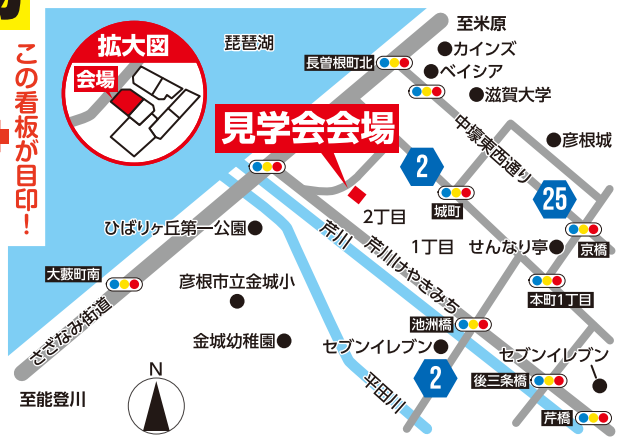 この看板が目印！
拡大図
会場
琵琶湖
至米原
カインズ
長曽根町北
ベイシア
滋賀大学
見学会会場
中壕東西通り
彦根城
2
25
城町
2丁目
ひばりヶ丘第一公園
芹川
芹川けやきみち
1丁目
せんなり亭
京橋
大藪町南
彦根市立金城小
本町1丁目
さざなみ街道
池洲橋
金城幼稚園
セブンイレブン
セブンイレブン
N
2
後三条橋
平田川
至能登川
芹橋